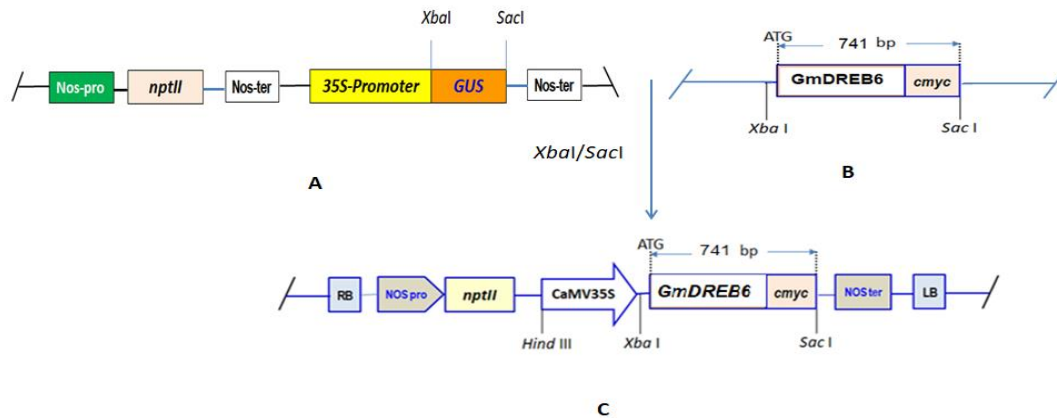 XbaI SacI
Nos-pro nptII Nos-ter 35S-Promoter GUS Nos-ter
A
XbaI/SacI
ATG 741 bp
GmDREB6 cmyc
Xba I Sac I
B
ATG 741 bp
RB NOS pro nptII CaMV35S GmDREB6 cmyc NOS ter LB
Hind III Xba I Sac I
C